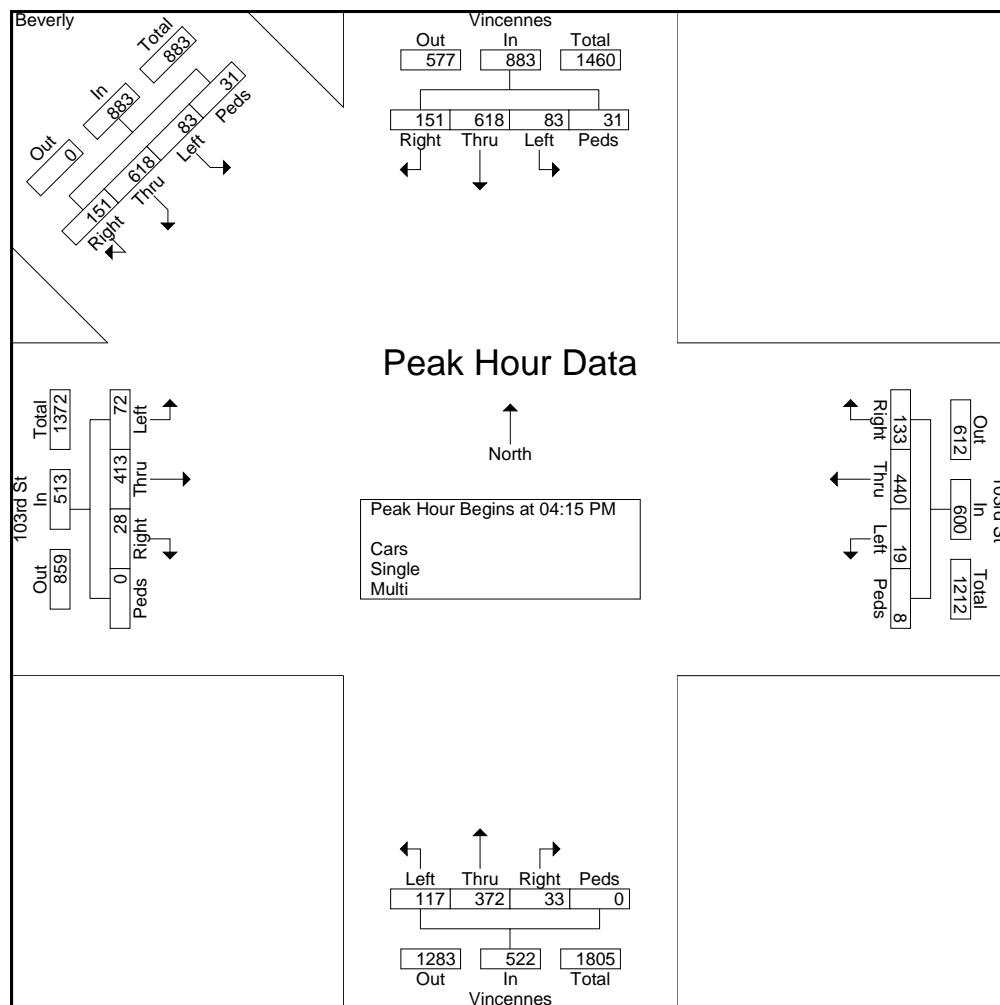 Beverly
Out In Total
0 883 883
151 618 83 31
Right Thru Left Peds
Vincennes
Out In Total
577 883 1460
151 618 83 31
Right Thru Left Peds
Peak Hour Data
North
Peak Hour Begins at 04:15 PM
Cars
Single
Multi
103rd St
Out In Total
859 513 1372
0 28 413 72
Peds Right Thru Left
Right Thru Left Peds
133 440 19 8
Out In Total
612 600 1212
103rd St
Left Thru Right Peds
117 372 33 0
1283 522 1805
Out In Total
Vincennes